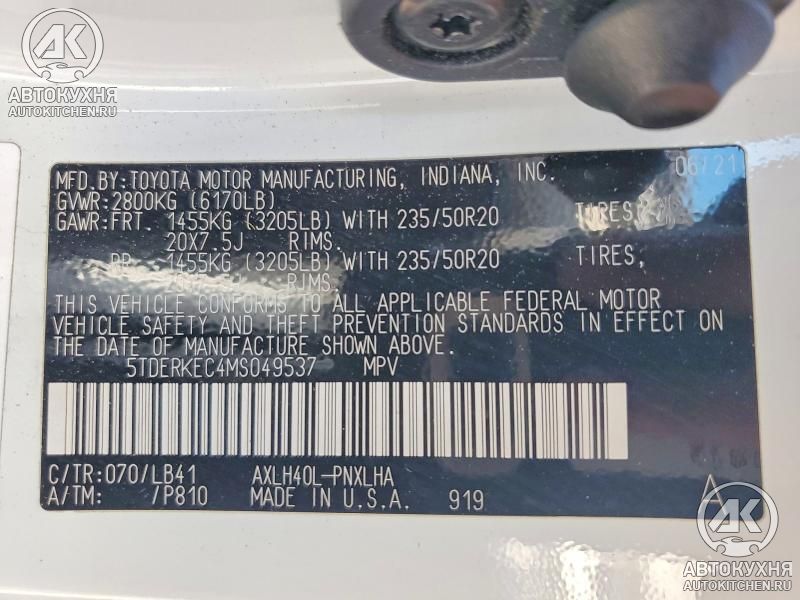 AK
АВТОКУХНЯ
AUTOKITCHEN.RU
MFD.BY:TOYOTA MOTOR MANUFACTURING, INDIANA, INC. 06/21
GVWR:2800KG (6170LB)
GAWR:FRT. 1455KG (3205LB) WITH 235/50R20 TIRES,
20X7.5J RIMS.
RR. 1455KG (3205LB) WITH 235/50R20 TIRES,
RIMS.
THIS VEHICLE CONFORMS TO ALL APPLICABLE FEDERAL MOTOR
VEHICLE SAFETY AND THEFT PREVENTION STANDARDS IN EFFECT ON
THE DATE OF MANUFACTURE SHOWN ABOVE.
5TDERKEC4MS049537 MPV
C/TR:070/LB41 AXLH40L-PNXLHA
A/TM: /P810 MADE IN U.S.A. 919 A
AK
АВТОКУХНЯ
AUTOKITCHEN.RU